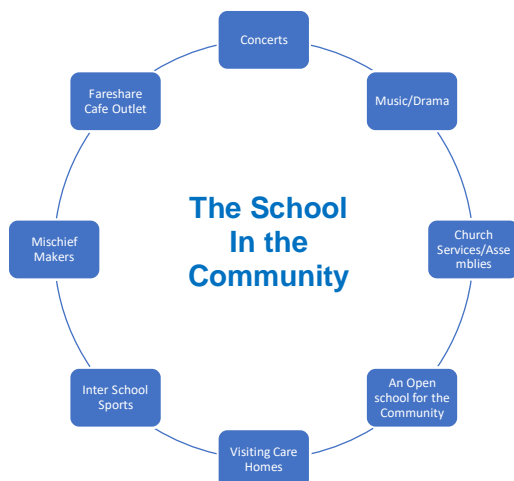 Concerts
Music/Drama
Church
Services/Asse
mblies
An Open
school for the
Community
Visiting Care
Homes
Inter School
Sports
Mischief
Makers
Fareshare
Cafe Outlet
The School
In the
Community